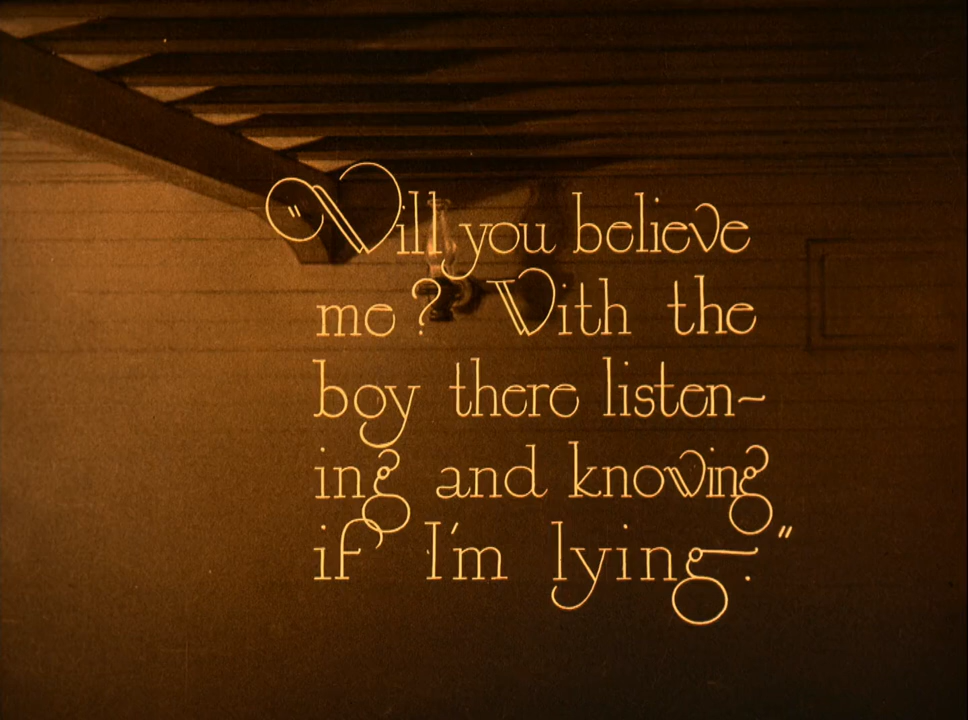 "Will you believe
me? With the
boy there listen-
ing and knowing
if I'm lying."